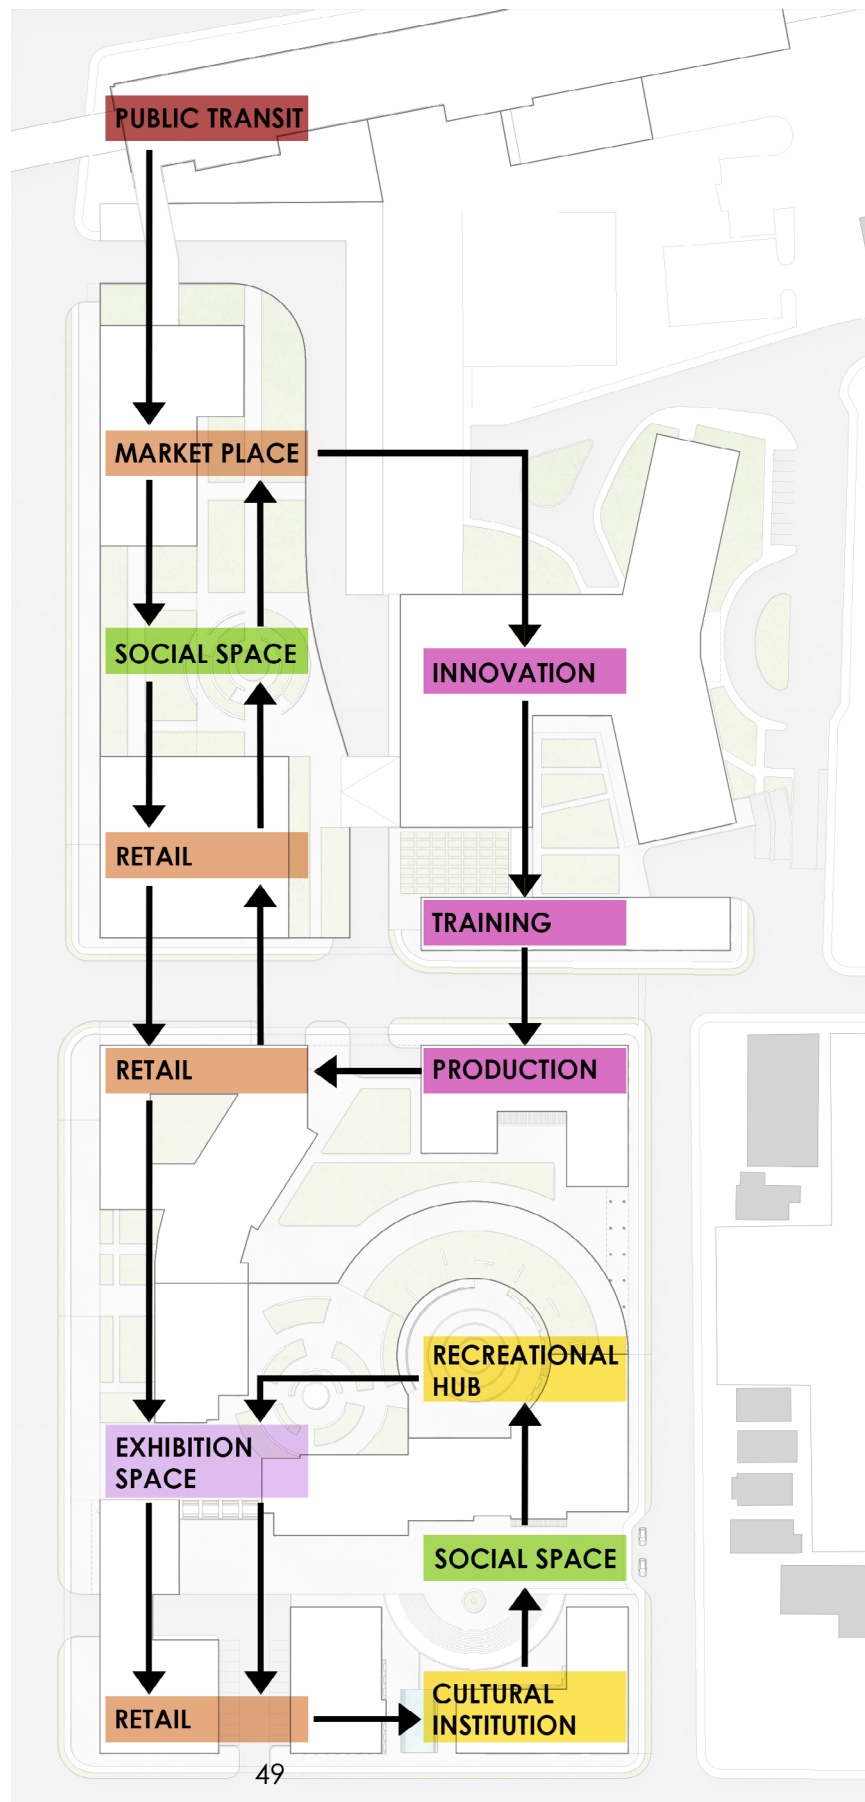 PUBLIC TRANSIT
MARKET PLACE
SOCIAL SPACE
INNOVATION
RETAIL
TRAINING
RETAIL
PRODUCTION
RECREATIONAL
HUB
EXHIBITION
SPACE
SOCIAL SPACE
CULTURAL
INSTITUTION
RETAIL
49